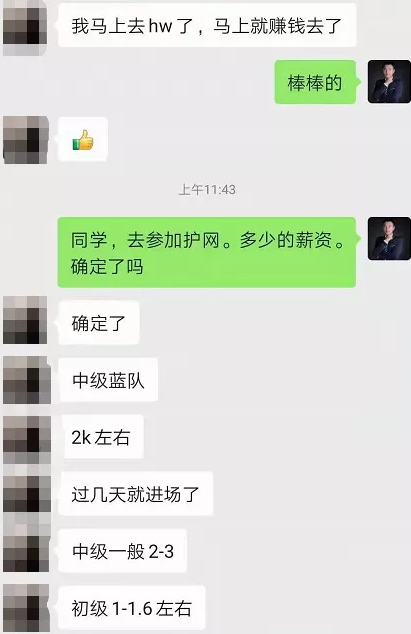 我马上去hw了，马上就赚钱去了
棒棒的
上午11:43
同学，去参加护网。多少的薪资。
确定了吗
确定了
中级蓝队
2k左右
过几天就进场了
中级一般2-3
初级1-1.6左右